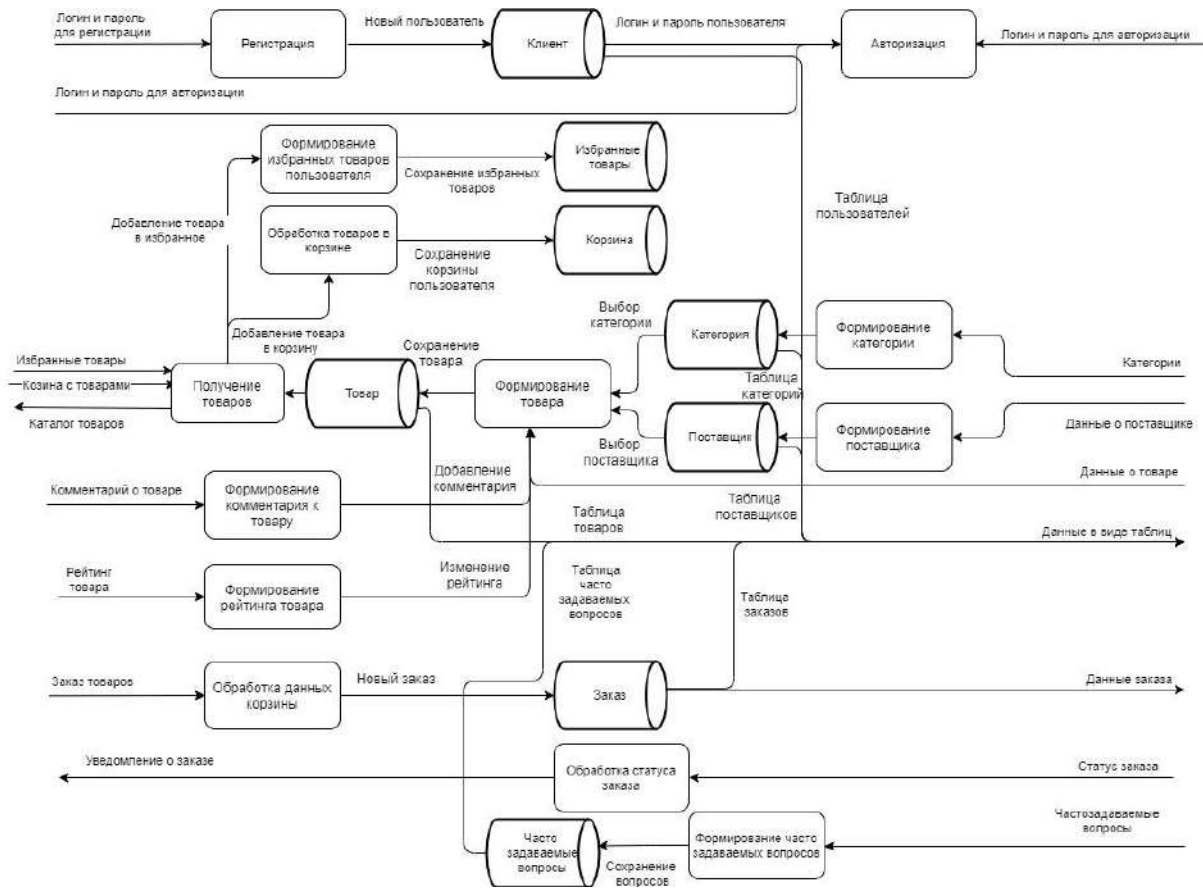 Логин и пароль
для регистрации
Регистрация
Новый пользователь
Клиент
Логин и пароль пользователя
Авторизация
Логин и пароль для авторизации
Логин и пароль для авторизации
Формирование
избранных товаров
пользователя
Сохранение избранных
товаров
Избранные
товары
Таблица
пользователей
Добавление товара
в избранное
Обработка товаров в
корзине
Сохранение
корзины
пользователя
Корзина
Добавление товара
в корзину
Выбор
категории
Категория
Формирование
категории
Категории
Избранные товары
Козина с товарами
Каталог товаров
Получение
товаров
Товар
Сохранение
товара
Формирование
товара
Таблица
категорий
Выбор
поставщика
Поставщик
Формирование
поставщика
Данные о поставщике
Данные о товаре
Комментарий о товаре
Формирование
комментария к
товару
Добавление
комментария
Таблица
товаров
Таблица
поставщиков
Данные в виде таблиц
Рейтинг
товара
Формирование
рейтинга товара
Изменение
рейтинга
Таблица
часто
задаваемых
вопросов
Таблица
заказов
Заказ товаров
Обработка данных
корзины
Новый заказ
Заказ
Данные заказа
Уведомление о заказе
Обработка статуса
заказа
Статус заказа
Часто
задаваемые
вопросы
Сохранение
вопросов
Формирование часто
задаваемых вопросов
Частозадаваемые
вопросы